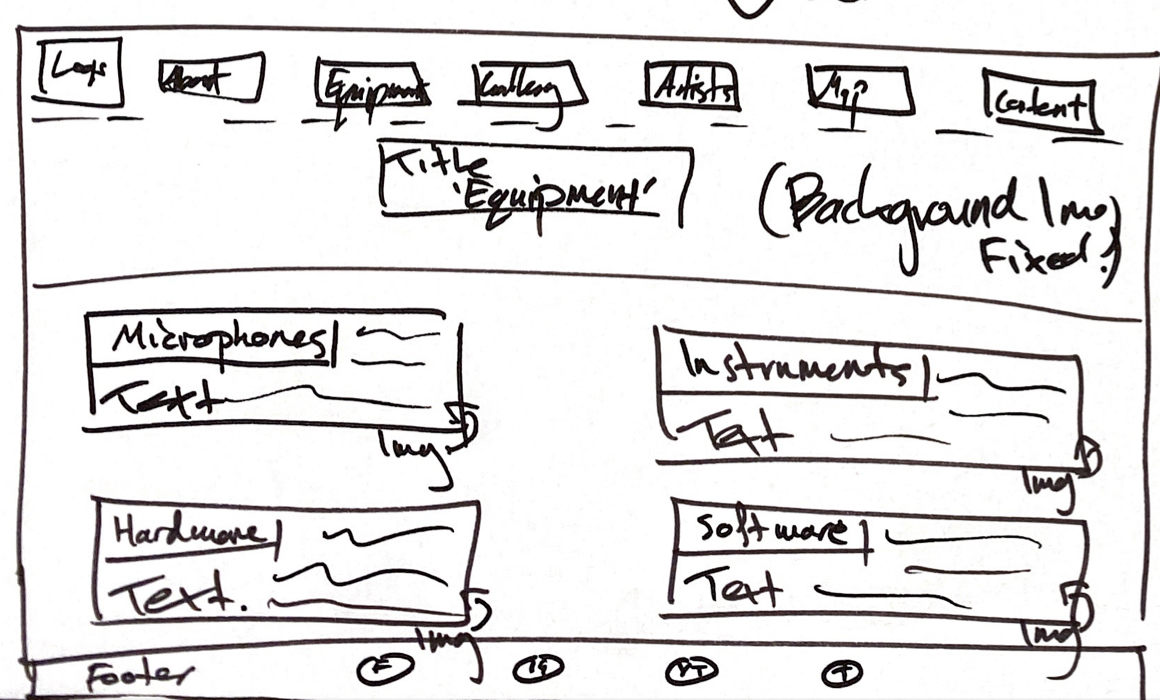 Logo About Equipment Gallery Artists Map Content
Title
'Equipment'
(Background Img
Fixed!)
Microphones
Text
Img
Instruments
Text
Img
Hardware
Text.
Img
Software
Text
Img
Footer F IG YT T